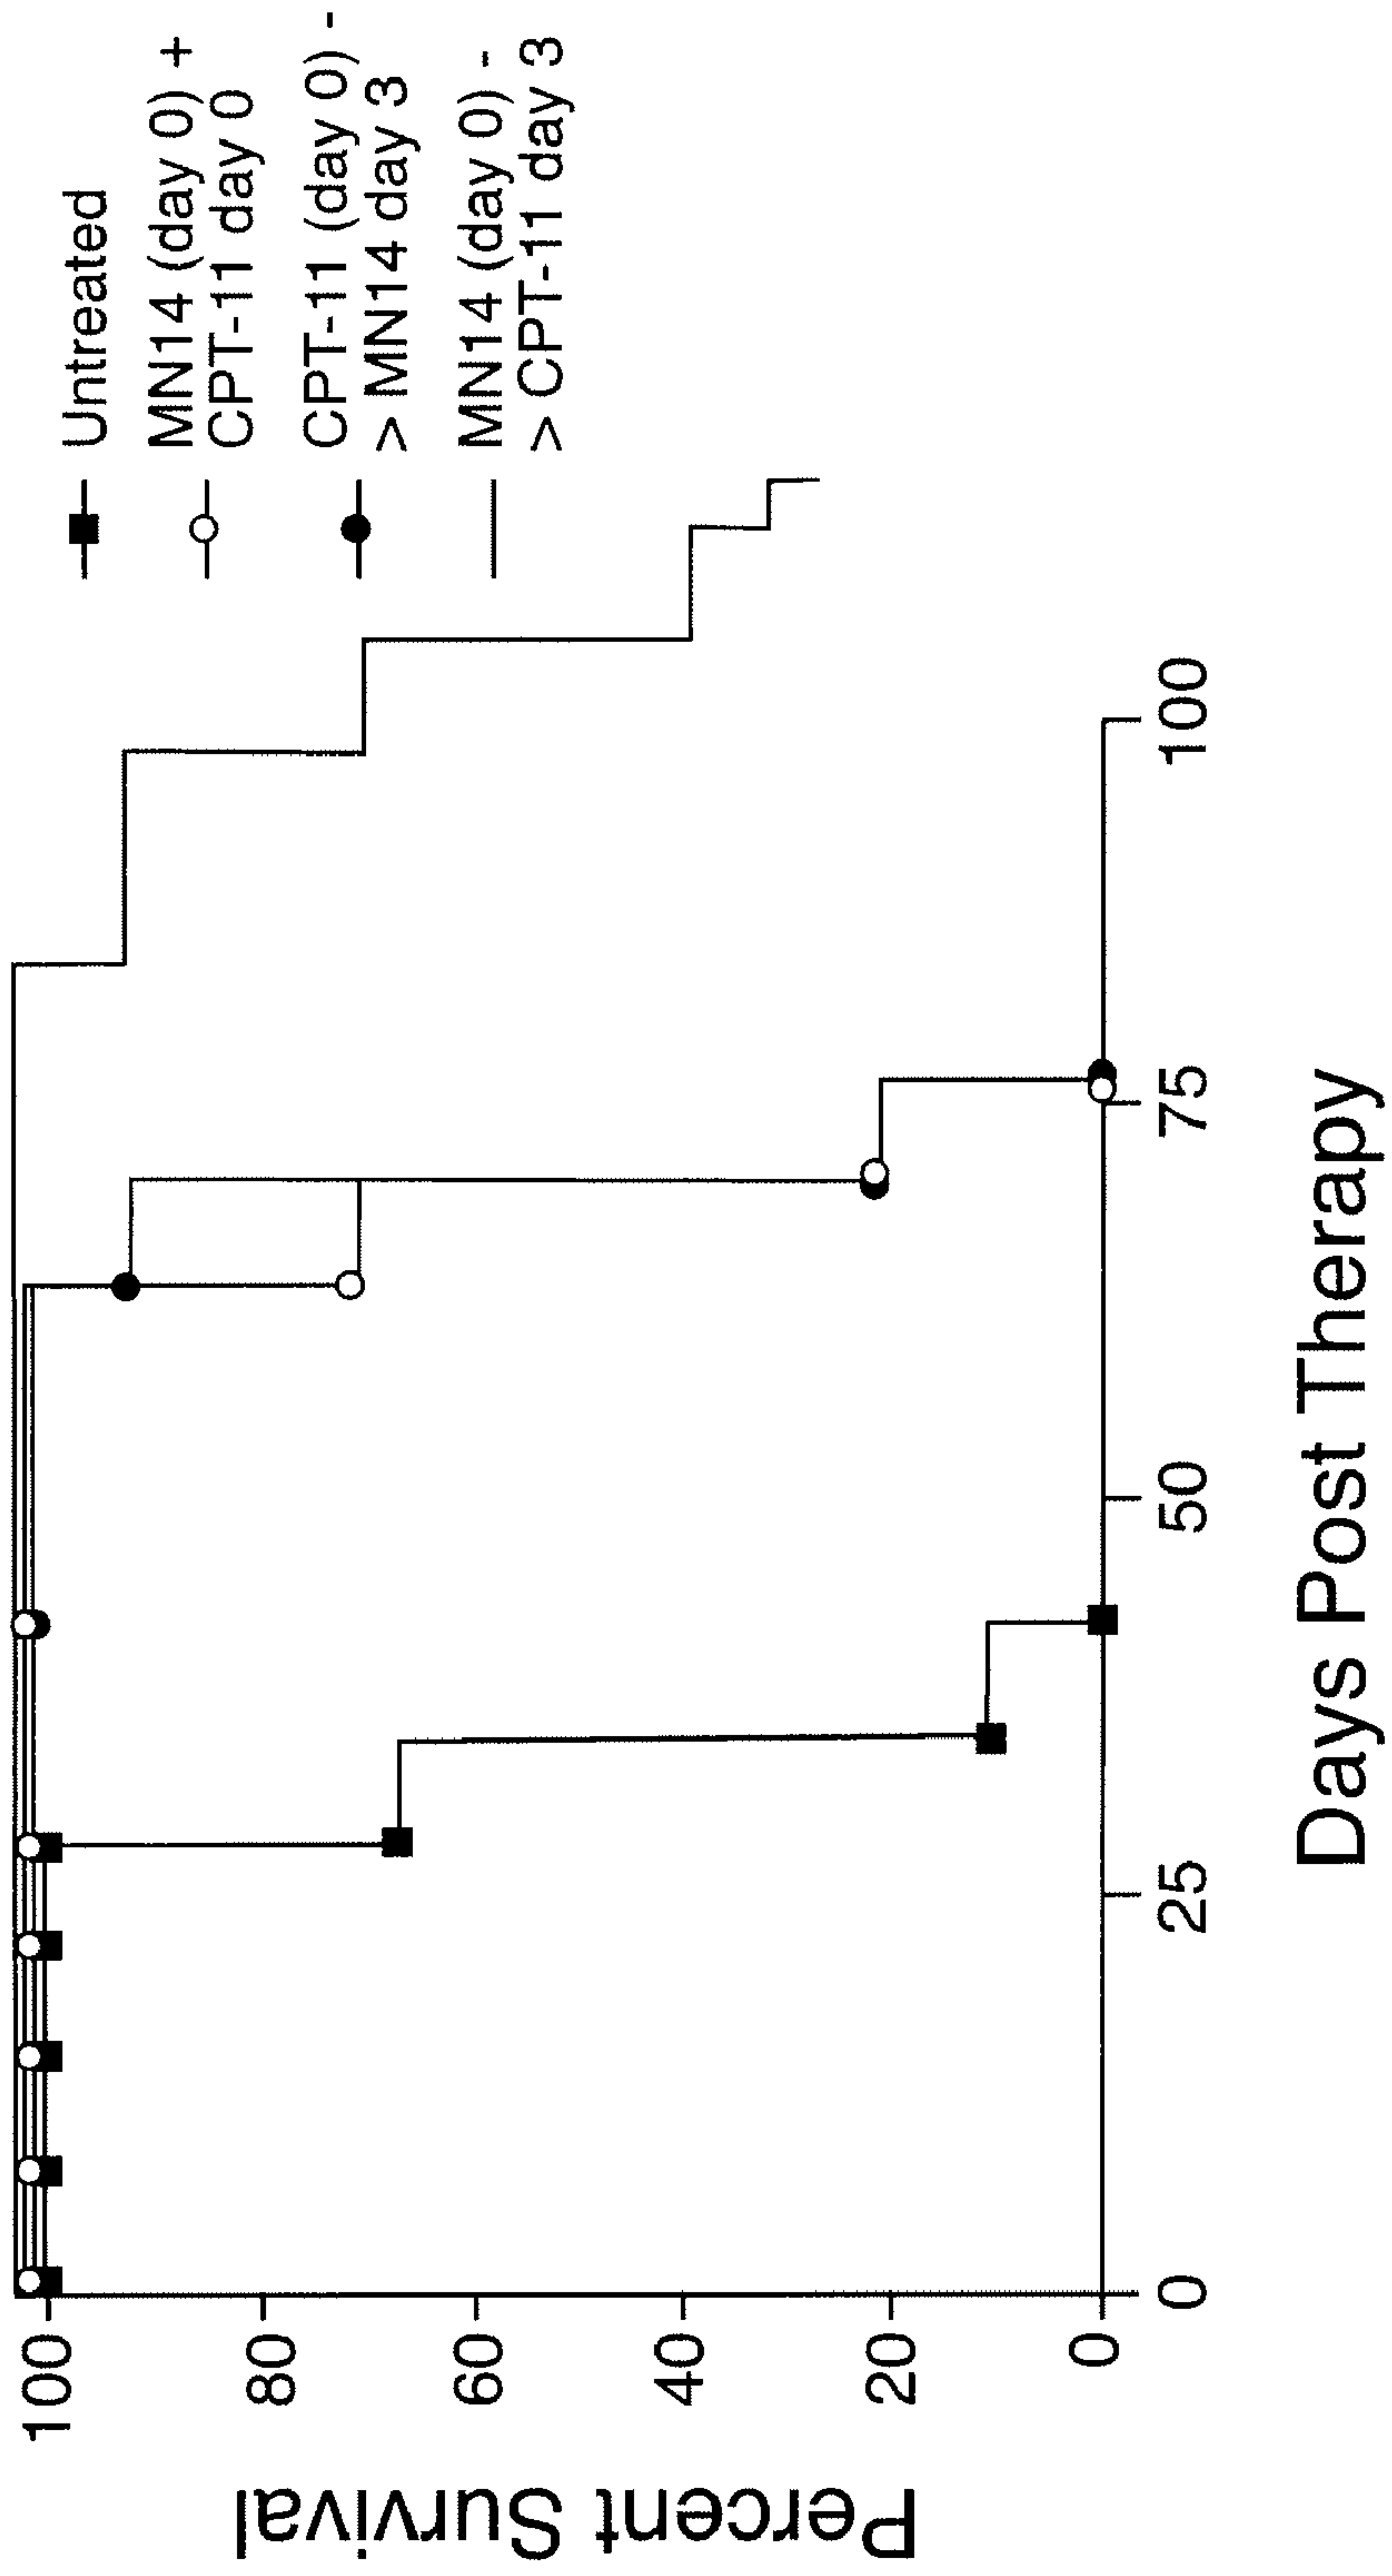 Untreated
MN14 (day 0) +
CPT-11 day 0
CPT-11 (day 0) -
> MN14 day 3
MN14 (day 0) -
> CPT-11 day 3
Percent Survival
100
80
60
40
20
0
0
25
50
75
100
Days Post Therapy